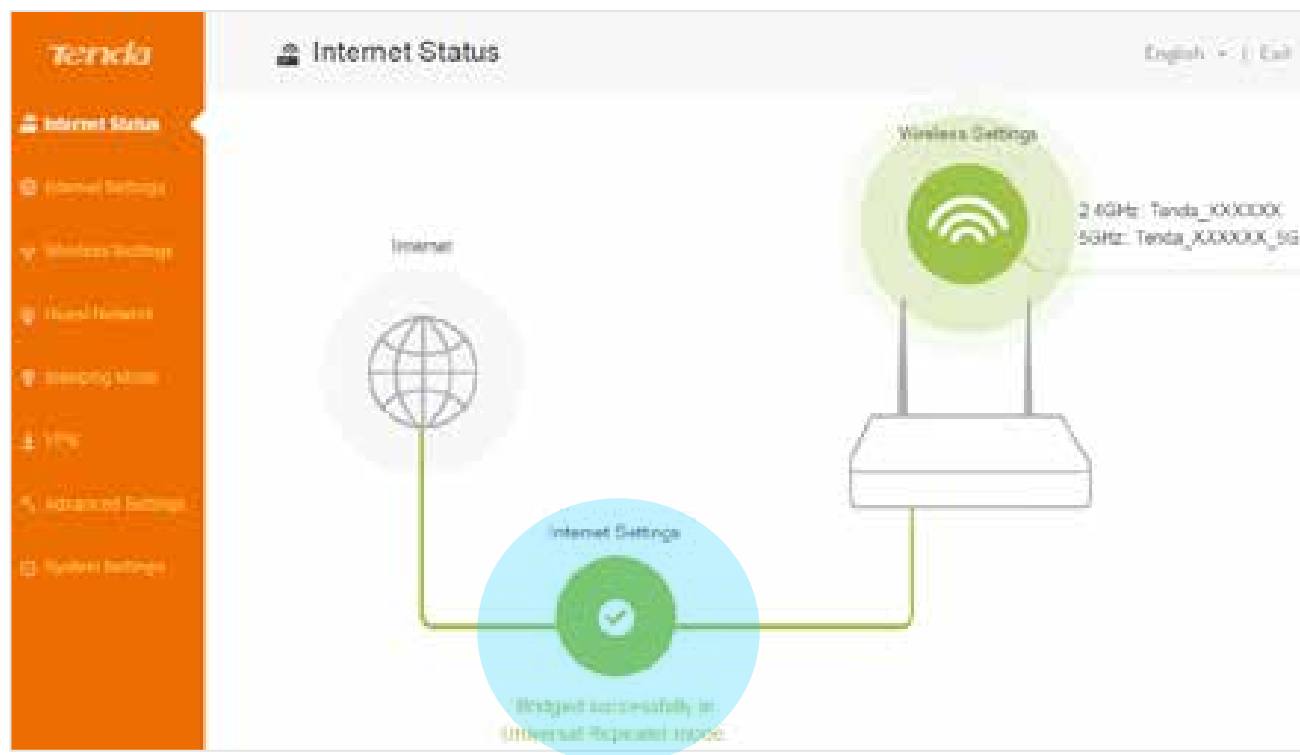 Tenda
Internet Status
English | Exit
Internet Status
Internet Settings
Wireless Settings
Guest Network
Sleeping Mode
VPN
Advanced Settings
System Settings
Wireless Settings
2.4GHz: Tenda_XXXXXX
5GHz: Tenda_XXXXXX_5G
Internet
Internet Settings
Bridged successfully in
Universal Repeater mode.